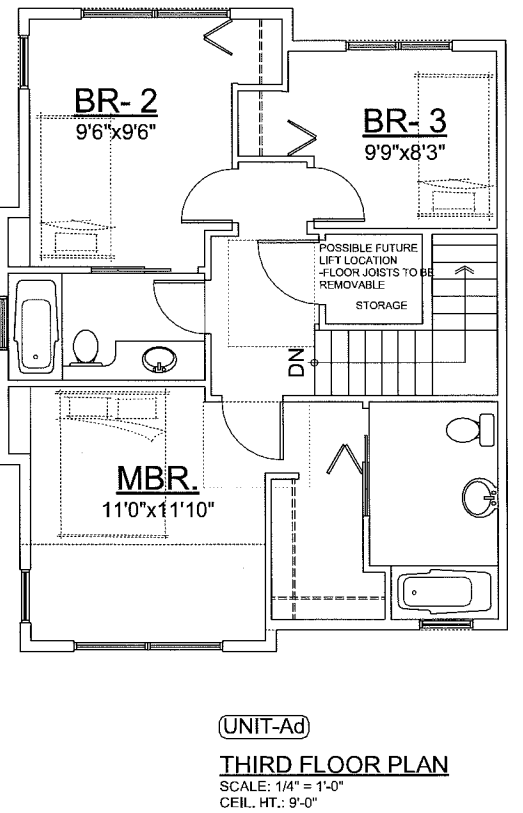 BR- 2
9'6"x9'6"
BR- 3
9'9"x8'3"
POSSIBLE FUTURE
LIFT LOCATION
-FLOOR JOISTS TO BE
REMOVABLE
STORAGE
DN
MBR.
11'0"x11'10"
UNIT-Ad
THIRD FLOOR PLAN
SCALE: 1/4" = 1'-0"
CEIL. HT.: 9'-0"